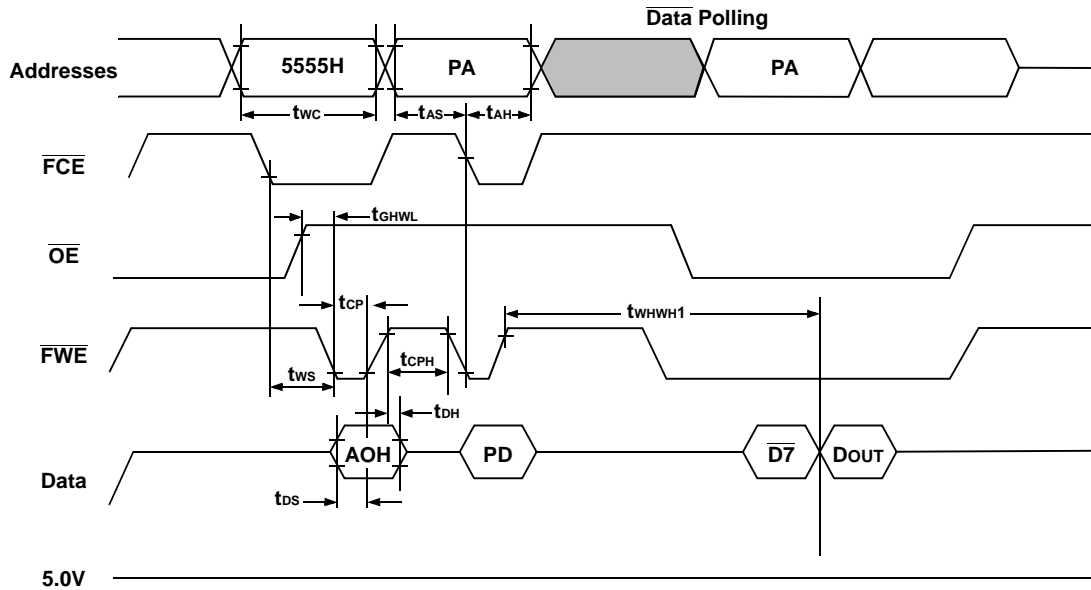 Data Polling
Addresses
5555H
PA
PA
tWC
tAS
tAH
FCE
tGHWL
OE
tCP
tWHWH1
FWE
tCPH
tWS
tDH
AOH
PD
D7
DOUT
Data
tDS
5.0V